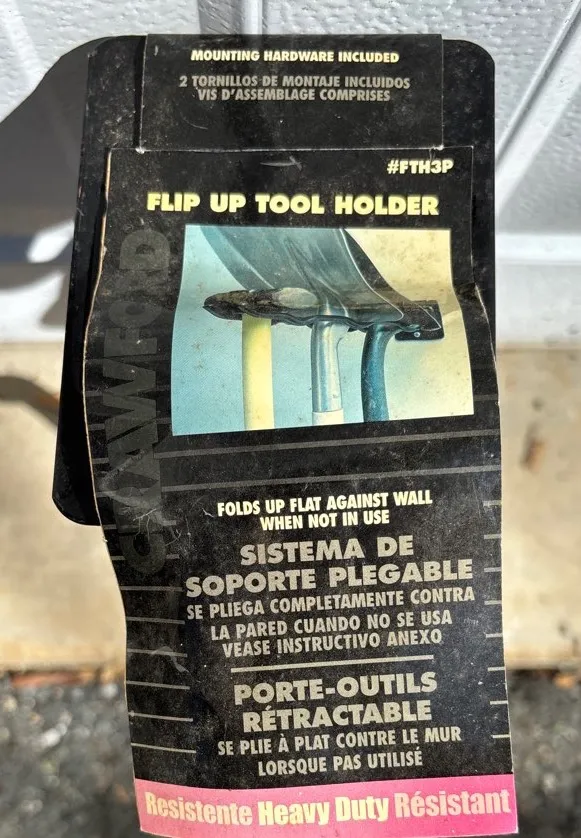 MOUNTING HARDWARE INCLUDED
2 TORNILLOS DE MONTAJE INCLUIDOS
VIS D'ASSEMBLAGE COMPRISES
#FTH3P
FLIP UP TOOL HOLDER
CRAWFORD
FOLDS UP FLAT AGAINST WALL
WHEN NOT IN USE
SISTEMA DE
SOPORTE PLEGABLE
SE PLIEGA COMPLETAMENTE CONTRA
LA PARED CUANDO NO SE USA
VEASE INSTRUCTIVO ANEXO
PORTE-OUTILS
RÉTRACTABLE
SE PLIE À PLAT CONTRE LE MUR
LORSQUE PAS UTILISÉ
Resistente Heavy Duty Résistant